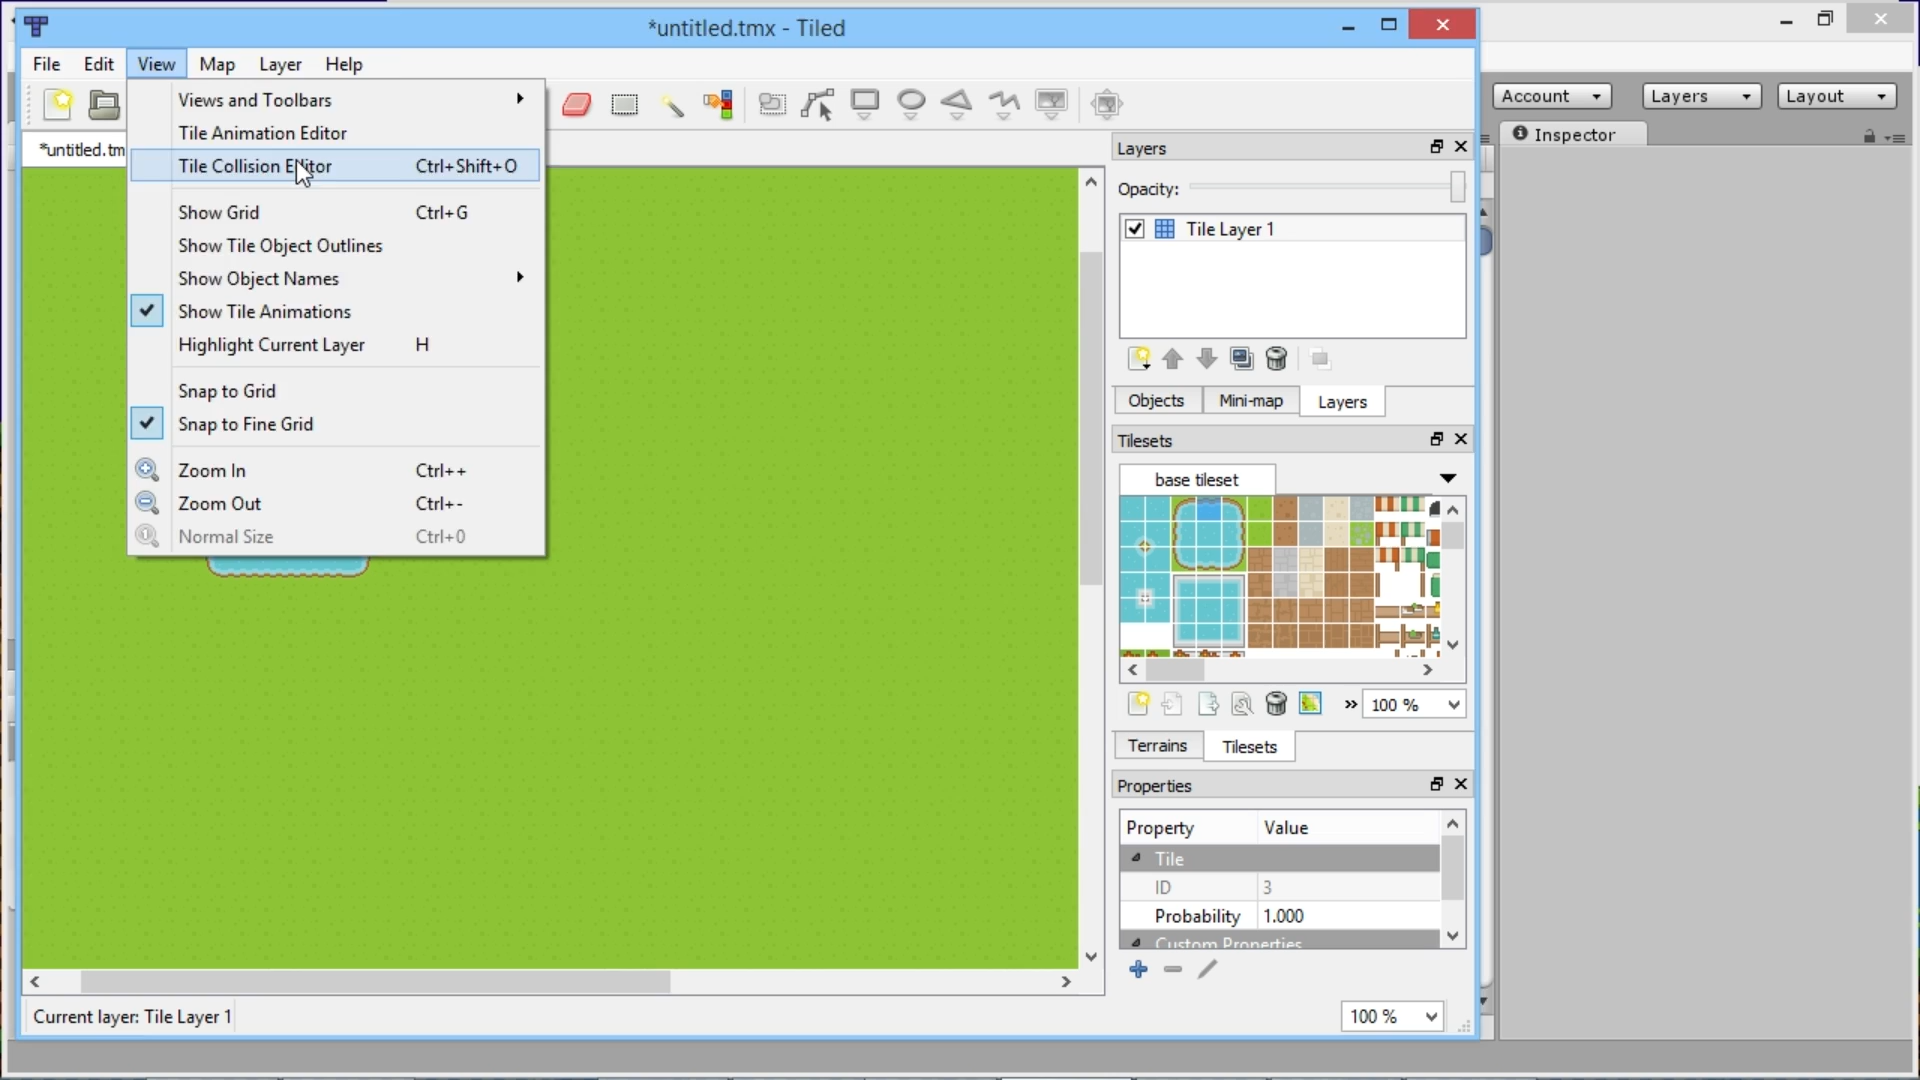 *untitled.tmx - Tiled
File Edit View Map Layer Help
Views and Toolbars
Tile Animation Editor
Tile Collision Editor Ctrl+Shift+O
Show Grid Ctrl+G
Show Tile Object Outlines
Show Object Names
Show Tile Animations
Highlight Current Layer H
Snap to Grid
Snap to Fine Grid
Zoom In Ctrl++
Zoom Out Ctrl+-
Normal Size Ctrl+0
*untitled.tm
Layers
Opacity:
Tile Layer 1
Objects Mini-map Layers
Tilesets
base tileset
100 %
Terrains Tilesets
Properties
Property Value
Tile
ID 3
Probability 1.000
Custom Properties
Current layer: Tile Layer 1
100 %
Account Layers Layout
Inspector